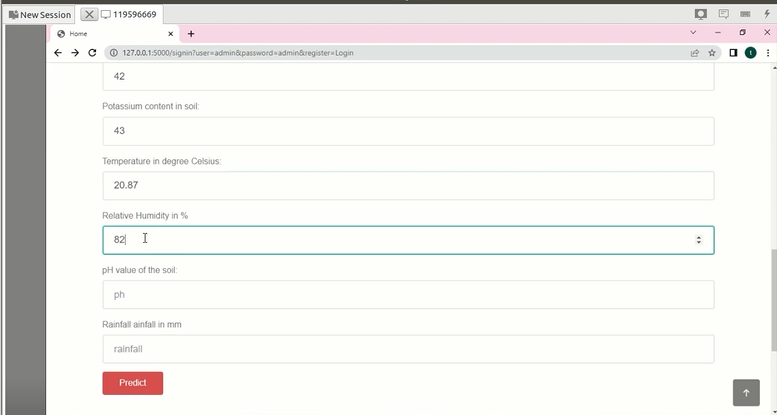 New Session
119596669
Home
127.0.0.1:5000/signin?user=admin&password=admin&register=Login
t
42
Potassium content in soil:
43
Temperature in degree Celsius:
20.87
Relative Humidity in %
82
pH value of the soil:
ph
Rainfall ainfall in mm
rainfall
Predict